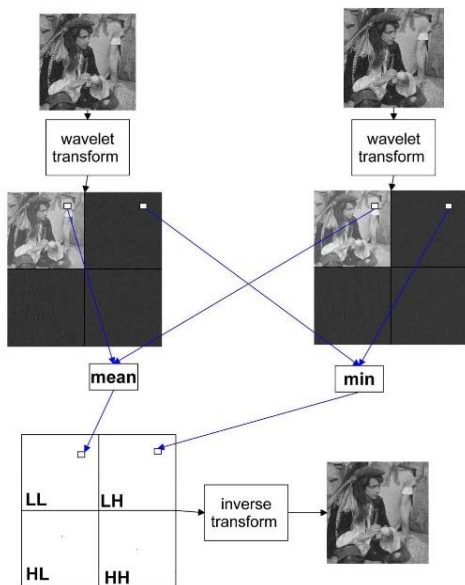 wavelet
transform
wavelet
transform
mean
min
LL
LH
HL
HH
inverse
transform